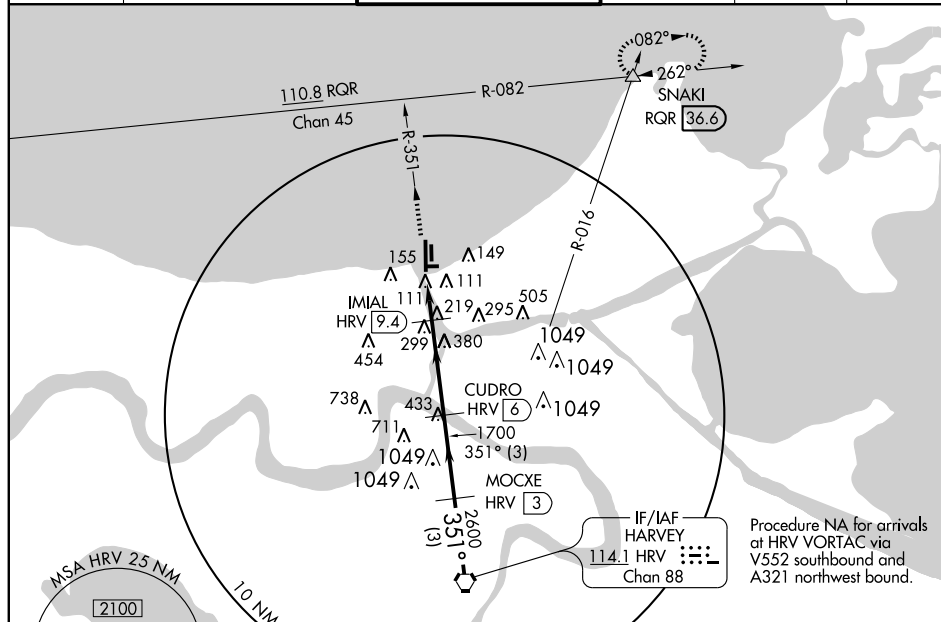 082°
262°
SNAKI
RQR 36.6
110.8 RQR
R-082
Chan 45
R-351
R-016
155
149
111
111
IMIAL
HRV 9.4
219
295
505
299
380
454
1049
1049
1049
738
433
711
CUDRO
HRV 6
1700
351° (3)
1049
1049
MOCXE
HRV 3
2600
351°
(3)
IF/IAF
HARVEY
114.1 HRV
Chan 88
Procedure NA for arrivals
at HRV VORTAC via
V552 southbound and
A321 northwest bound.
MSA HRV 25 NM
2100
10 NM